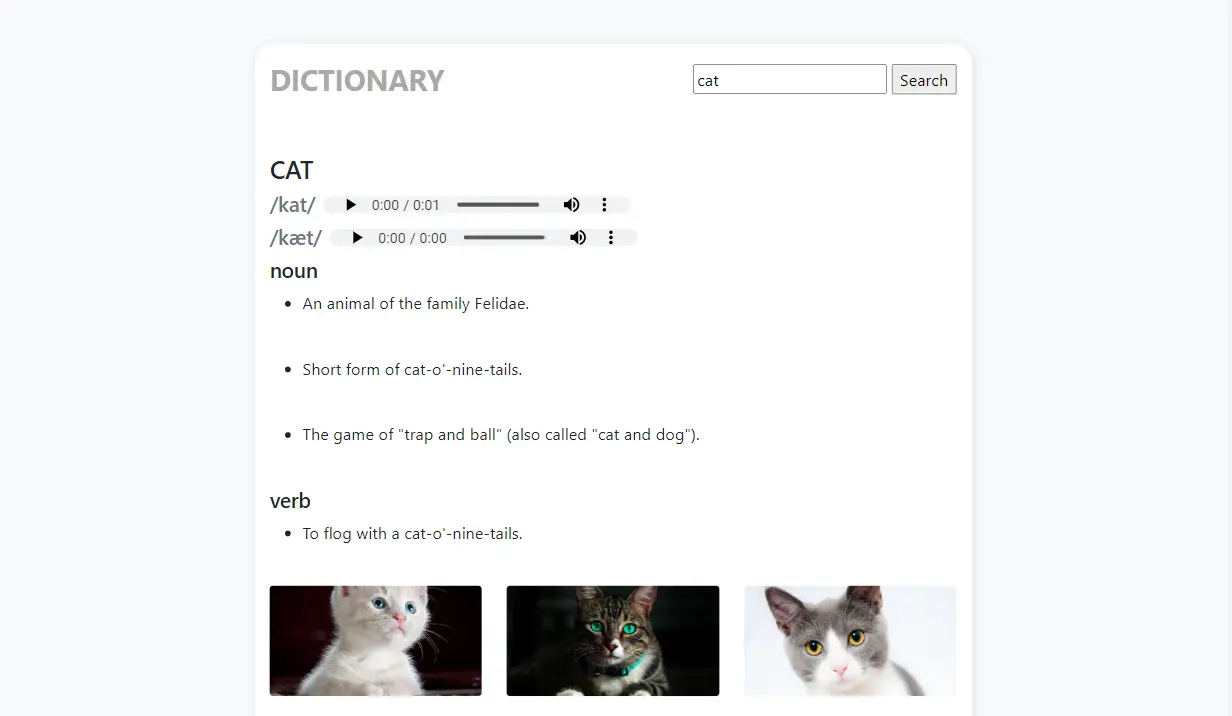 DICTIONARY
cat
Search
CAT
/kat/ 0:00 / 0:01
/kæt/ 0:00 / 0:00
noun
An animal of the family Felidae.
Short form of cat-o'-nine-tails.
The game of "trap and ball" (also called "cat and dog").
verb
To flog with a cat-o'-nine-tails.